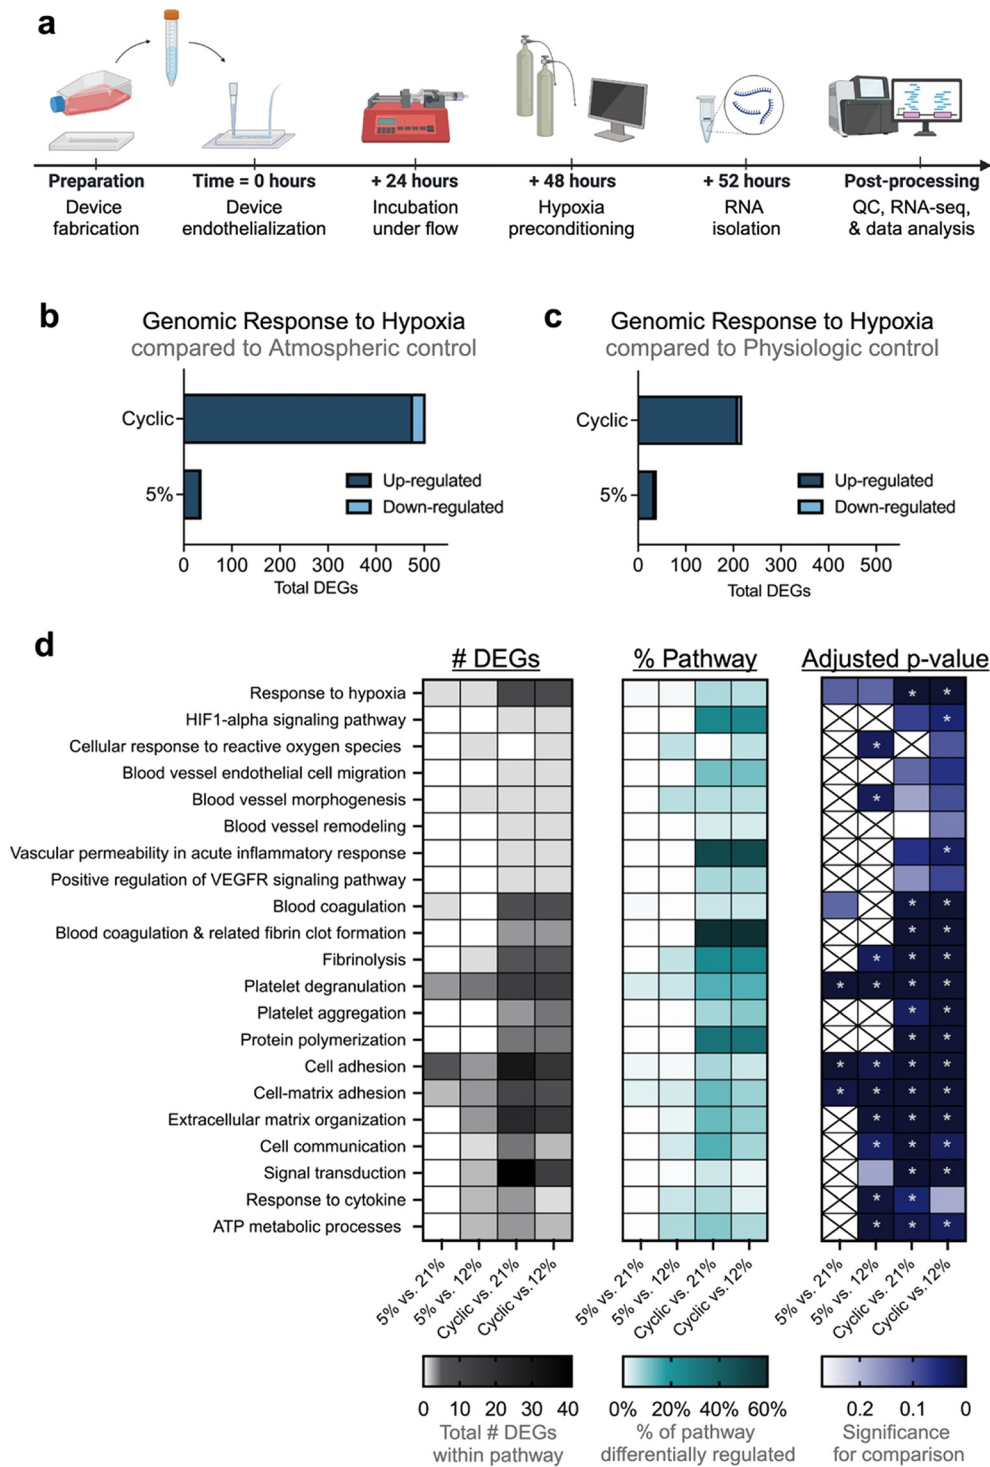 a
Preparation
Device
fabrication
Time = 0 hours
Device
endothelialization
+ 24 hours
Incubation
under flow
+ 48 hours
Hypoxia
preconditioning
+ 52 hours
RNA
isolation
Post-processing
QC, RNA-seq,
& data analysis
b
Genomic Response to Hypoxia
compared to Atmospheric control
Cyclic
5%
Up-regulated
Down-regulated
0 100 200 300 400 500
Total DEGs
c
Genomic Response to Hypoxia
compared to Physiologic control
Cyclic
5%
Up-regulated
Down-regulated
0 100 200 300 400 500
Total DEGs
d
# DEGs
% Pathway
Adjusted p-value
Response to hypoxia * *
HIF1-alpha signaling pathway *
Cellular response to reactive oxygen species *
Blood vessel endothelial cell migration
Blood vessel morphogenesis *
Blood vessel remodeling
Vascular permeability in acute inflammatory response *
Positive regulation of VEGFR signaling pathway
Blood coagulation * *
Blood coagulation & related fibrin clot formation * *
Fibrinolysis * * *
Platelet degranulation * * * *
Platelet aggregation * *
Protein polymerization * *
Cell adhesion * * * *
Cell-matrix adhesion * * * *
Extracellular matrix organization * * *
Cell communication * * *
Signal transduction * *
Response to cytokine * *
ATP metabolic processes * * *
5% vs. 21%
5% vs. 12%
Cyclic vs. 21%
Cyclic vs.12%
5% vs. 21%
5% vs. 12%
Cyclic vs. 21%
Cyclic vs.12%
5% vs. 21%
5% vs. 12%
Cyclic vs. 21%
Cyclic vs.12%
0 10 20 30 40
Total # DEGs
within pathway
0% 20% 40% 60%
% of pathway
differentially regulated
0.2 0.1 0
Significance
for comparison